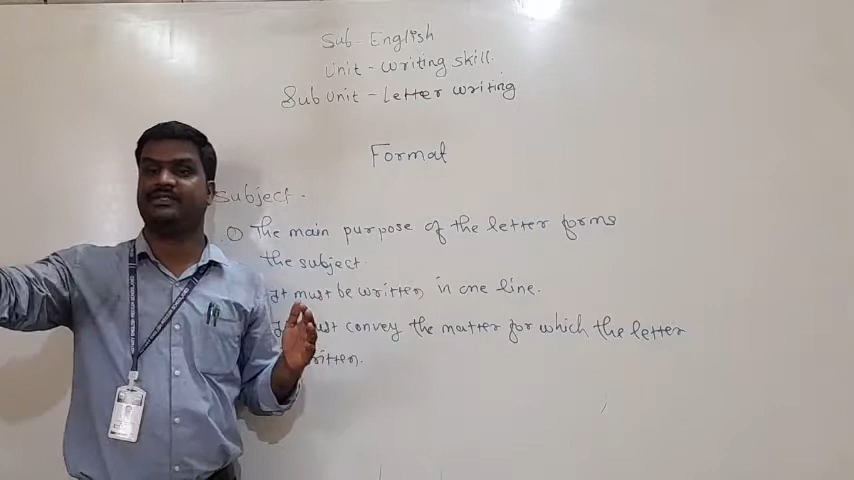 Sub- English
Unit - Writing skill.
Sub Unit - Letter writing
Format
Subject -
① The main purpose of the letter forms
the subject.
It must be written in one line.
must convey the matter for which the letter
written.